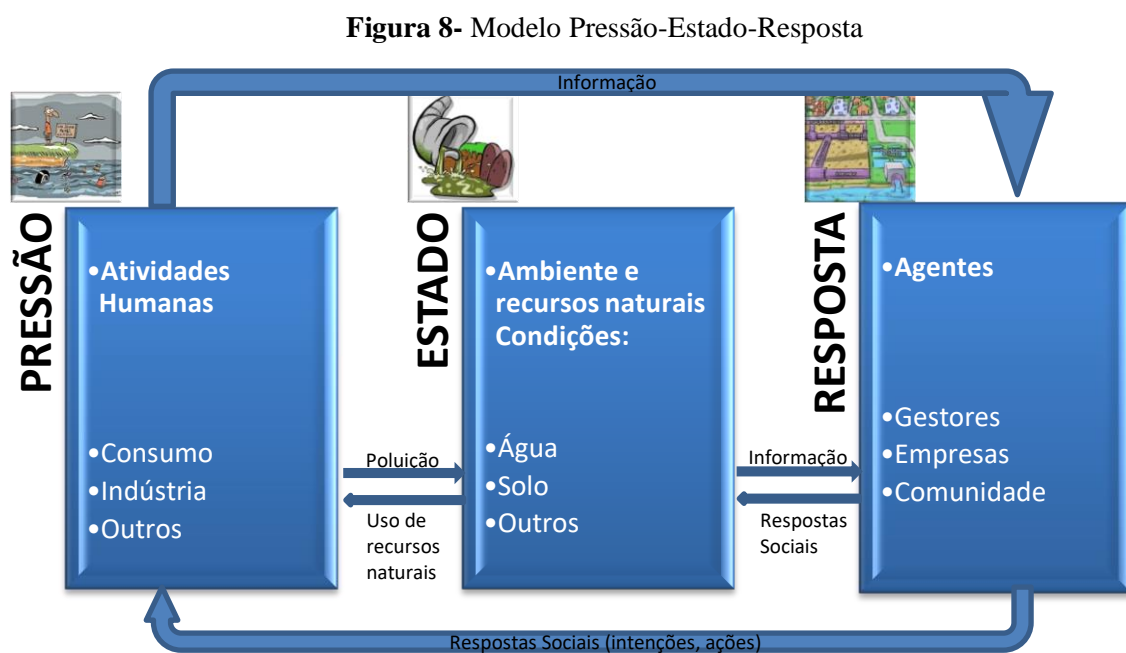 Figura 8- Modelo Pressão-Estado-Resposta
Informação
PRESSÃO
•Atividades
Humanas
•Consumo
•Indústria
•Outros
Poluição
Uso de
recursos
naturais
ESTADO
•Ambiente e
recursos naturais
Condições:
•Água
•Solo
•Outros
Informação
Respostas
Sociais
RESPOSTA
•Agentes
•Gestores
•Empresas
•Comunidade
Respostas Sociais (intenções, ações)